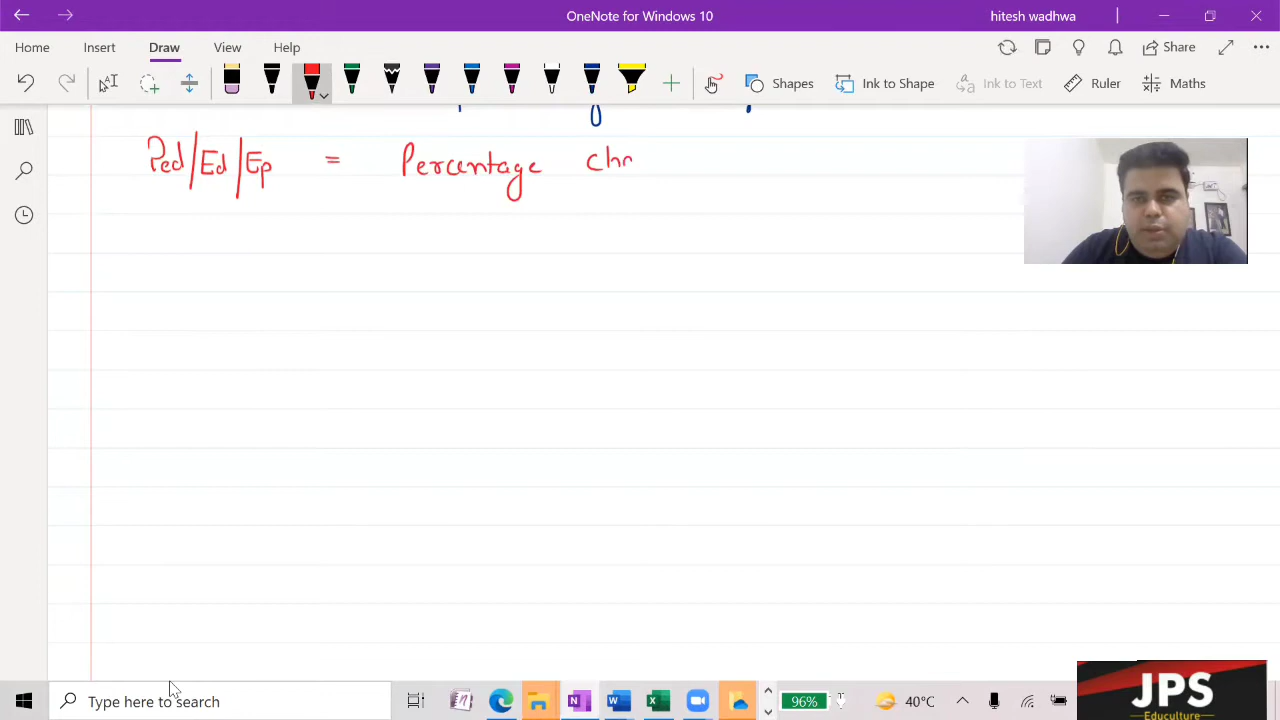 OneNote for Windows 10
hitesh wadhwa
Home Insert Draw View Help
Share
Shapes Ink to Shape Ink to Text Ruler Maths
Ped/Ed/Ep = Percentage cha
Type here to search
96%
40°C
JPS
Educulture